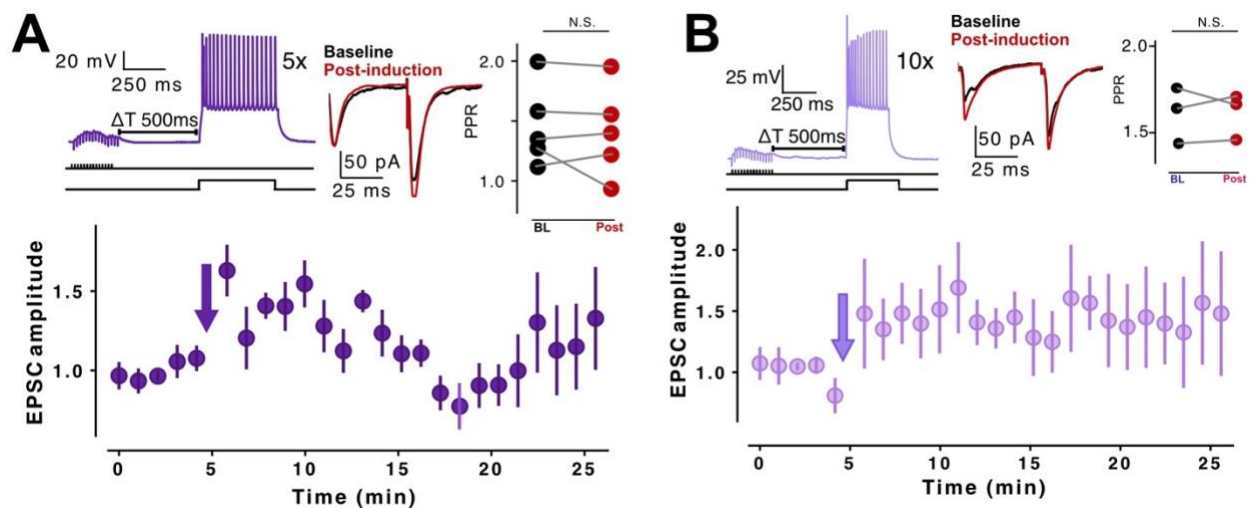 A
20 mV
250 ms
5x
ΔT 500ms
Baseline
Post-induction
50 pA
25 ms
N.S.
PPR
2.0
1.0
BL
Post
EPSC amplitude
1.5
1.0
0
5
10
15
20
25
Time (min)
B
25 mV
250 ms
10x
ΔT 500ms
Baseline
Post-induction
50 pA
25 ms
N.S.
PPR
2.0
1.5
BL
Post
EPSC amplitude
2.0
1.5
1.0
0
5
10
15
20
25
Time (min)